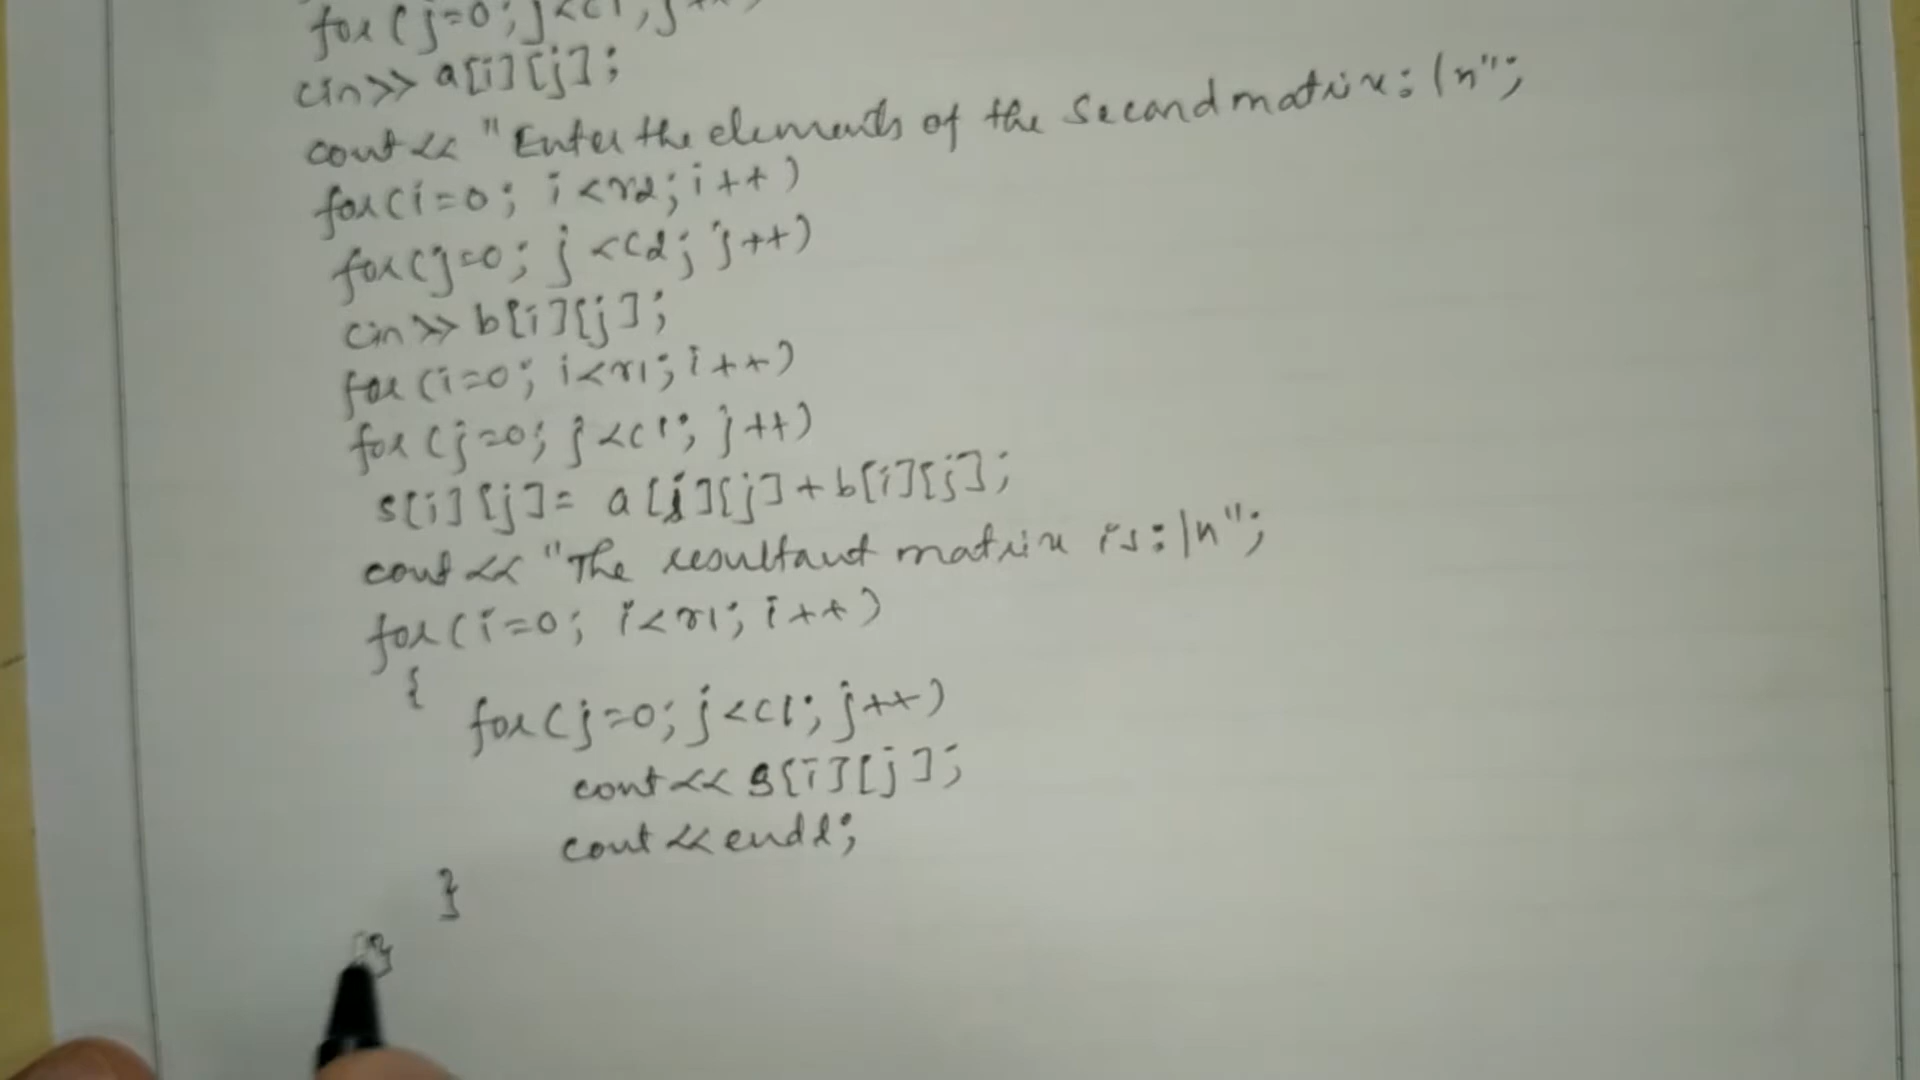 for(j=0; j<c1; j++)
cin>> a[i][j];
cout<< "Enter the elements of the second matrix: \n";
for(i=0; i<r2; i++)
for(j=0; j<c2; j++)
cin>> b[i][j];
for(i=0; i<r1; i++)
for(j=0; j<c1; j++)
s[i][j]= a[i][j]+b[i][j];
cout<< "The resultant matrix is:\n";
for(i=0; i<r1; i++)
{
for(j=0; j<c1; j++)
cout<< s[i][j];
cout<<endl;
}
}